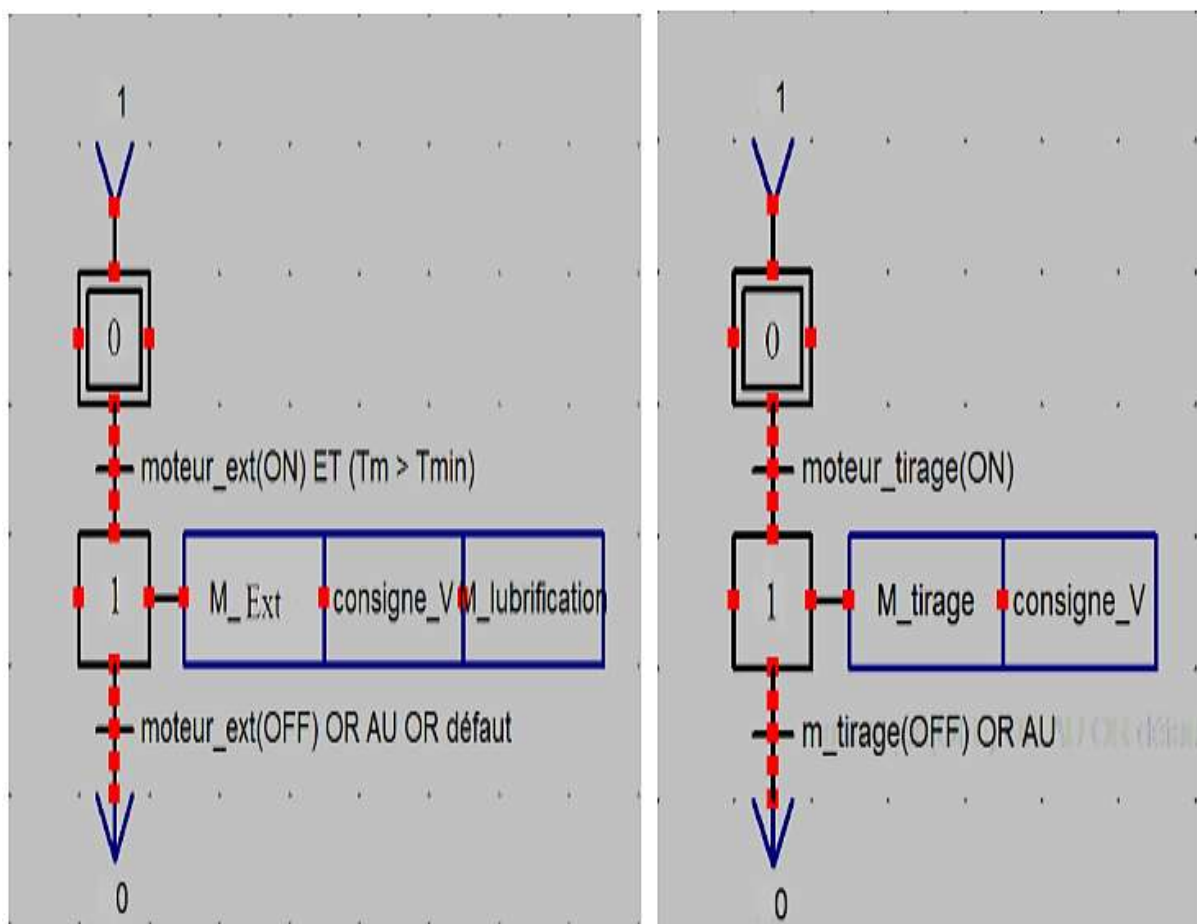 1
0
moteur_ext(ON) ET (Tm > Tmin)
1 M_Ext consigne_V M_lubrification
moteur_ext(OFF) OR AU OR défaut
0
1
0
moteur_tirage(ON)
1 M_tirage consigne_V
m_tirage(OFF) OR AU
0